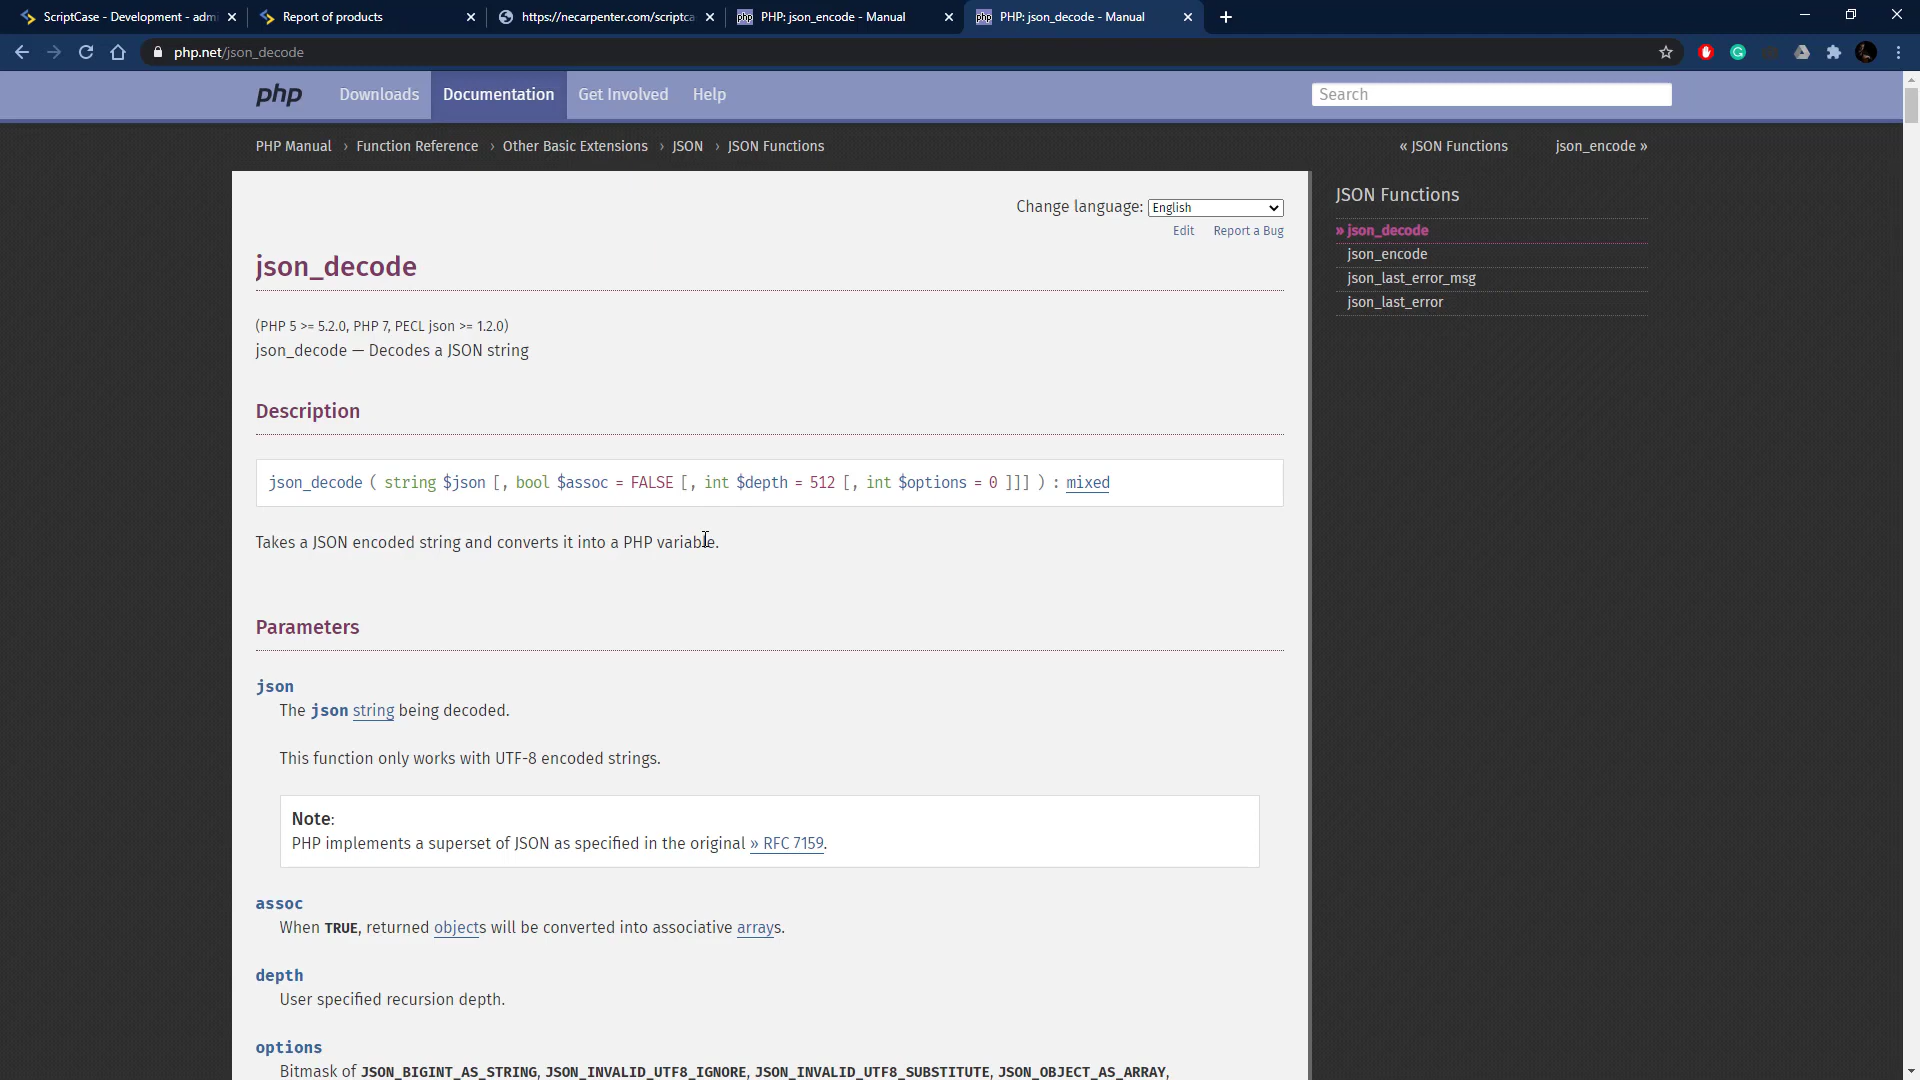 ScriptCase - Development - adm
Report of products
https://necarpenter.com/scriptca
PHP: json_encode - Manual
PHP: json_decode - Manual
php.net/json_decode
php
Downloads
Documentation
Get Involved
Help
Search
PHP Manual › Function Reference › Other Basic Extensions › JSON › JSON Functions
« JSON Functions
json_encode »
Change language: English
Edit
Report a Bug
json_decode
(PHP 5 >= 5.2.0, PHP 7, PECL json >= 1.2.0)
json_decode — Decodes a JSON string
Description
json_decode ( string $json [, bool $assoc = FALSE [, int $depth = 512 [, int $options = 0 ]]] ) : mixed
Takes a JSON encoded string and converts it into a PHP variable.
Parameters
json
The json string being decoded.
This function only works with UTF-8 encoded strings.
Note:
PHP implements a superset of JSON as specified in the original » RFC 7159.
assoc
When TRUE, returned objects will be converted into associative arrays.
depth
User specified recursion depth.
options
Bitmask of JSON_BIGINT_AS_STRING, JSON_INVALID_UTF8_IGNORE, JSON_INVALID_UTF8_SUBSTITUTE, JSON_OBJECT_AS_ARRAY,
JSON Functions
» json_decode
json_encode
json_last_error_msg
json_last_error